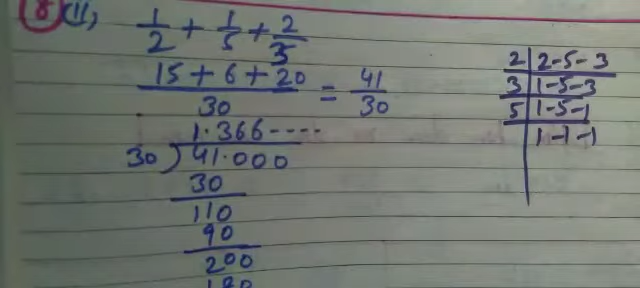 8 (ii) 1/2 + 1/5 + 2/3
15 + 6 + 20 / 30 = 41/30
1.366----
30 ) 41.000
30
110
90
200
180
2 | 2-5-3
3 | 1-5-3
5 | 1-5-1
1-1-1